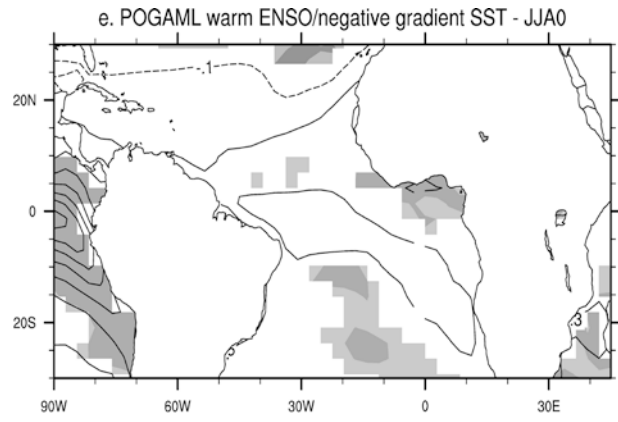 e. POGAML warm ENSO/negative gradient SST - JJA0
-.1
20N
0
20S
.3
90W 60W 30W 0 30E